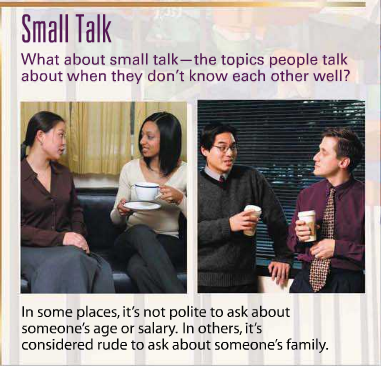 Small Talk
What about small talk—the topics people talk
about when they don't know each other well?
In some places, it's not polite to ask about
someone's age or salary. In others, it's
considered rude to ask about someone's family.